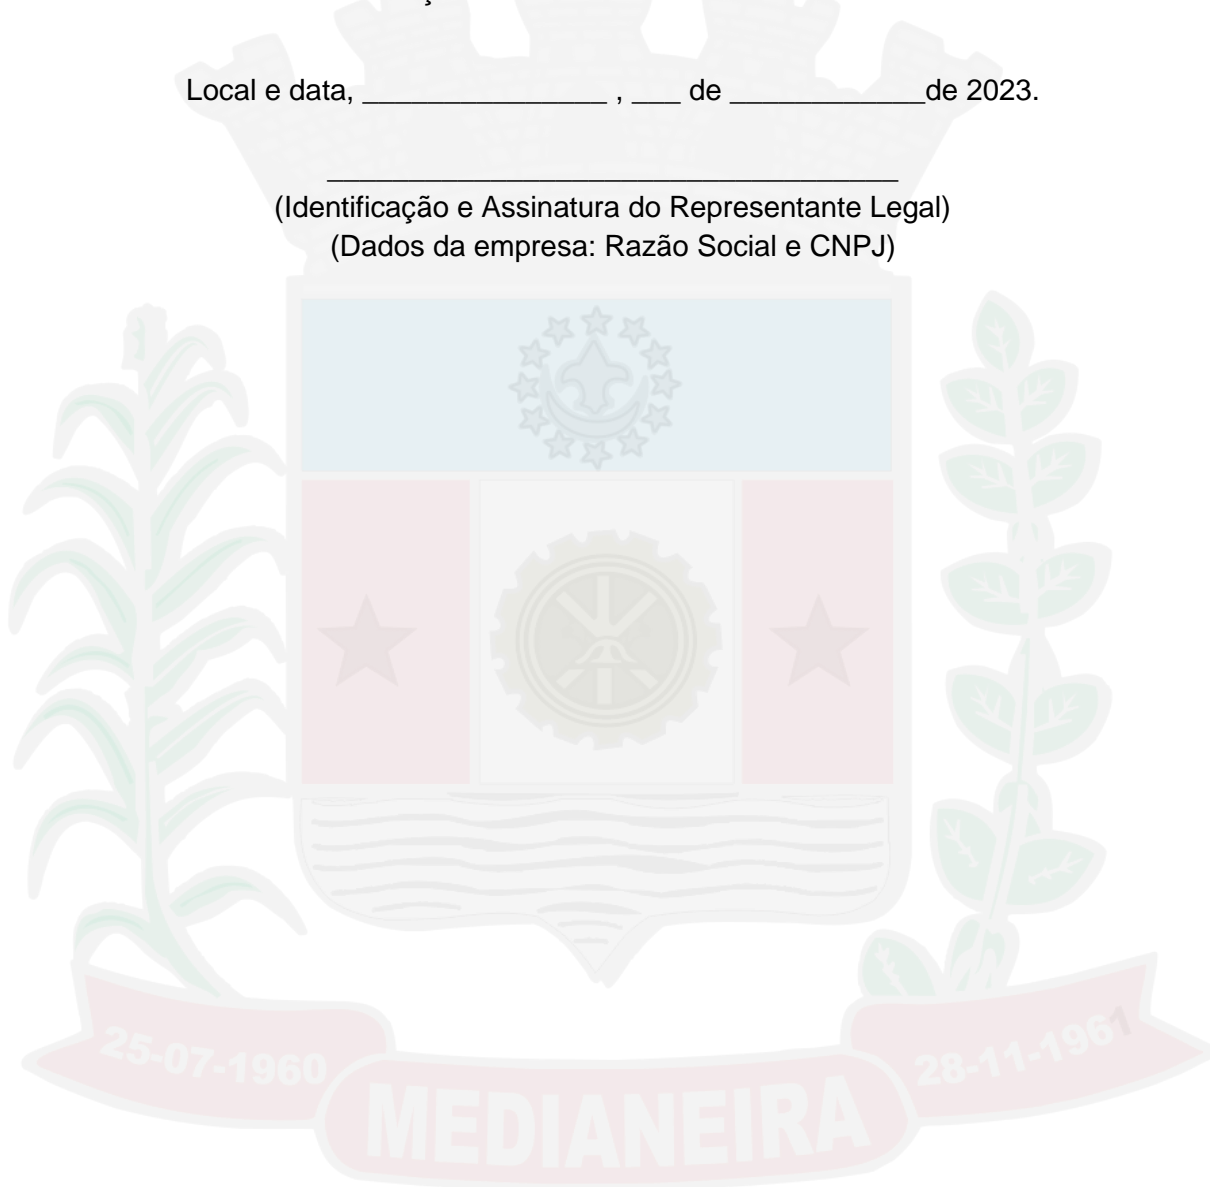 Local e data, _______________ , ___ de ____________de 2023.
___________________________________
(Identificação e Assinatura do Representante Legal)
(Dados da empresa: Razão Social e CNPJ)
25-07-1960
28-11-1961
MEDIANEIRA